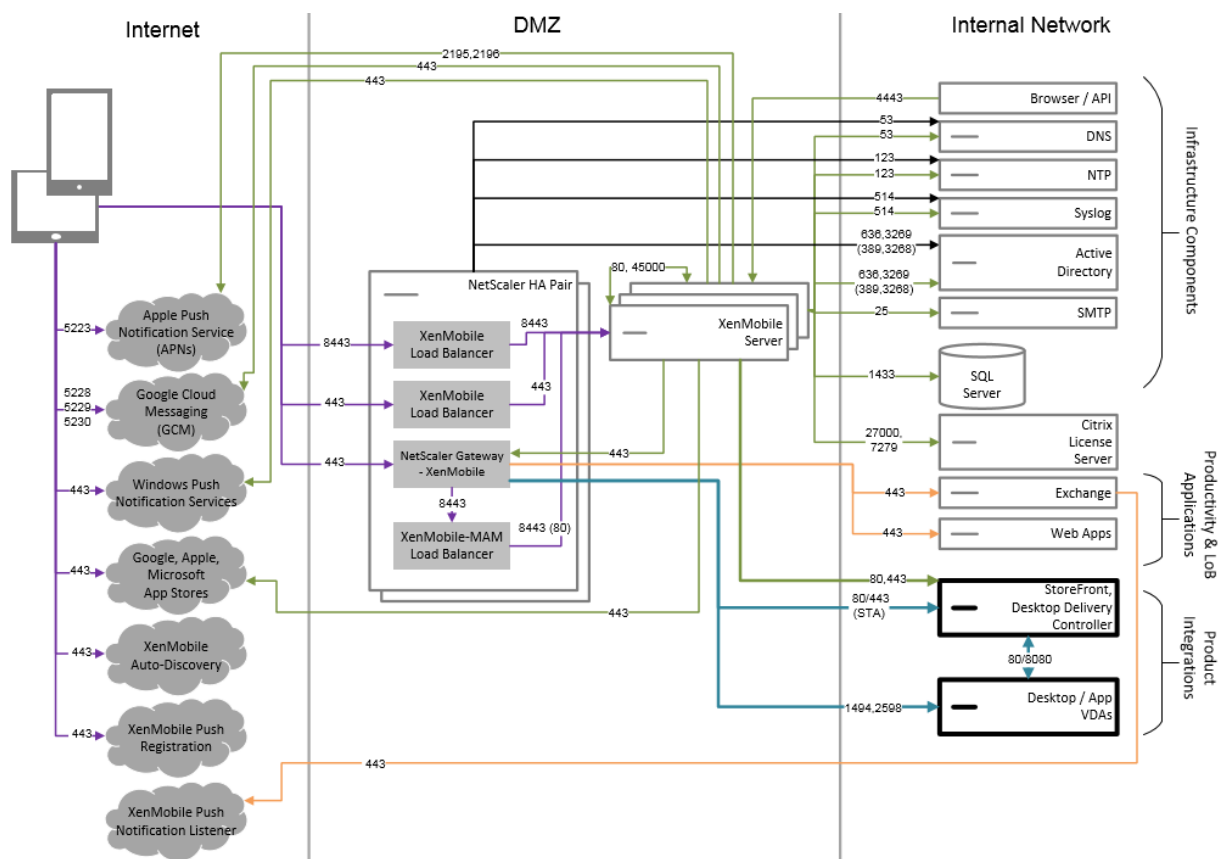 Internet
DMZ
Internal Network
2195,2196
443
443
4443
Browser / API
53
53
DNS
123
123
NTP
514
514
Syslog
636,3269
(389,3268)
636,3269
(389,3268)
Active
Directory
25
SMTP
1433
SQL
Server
27000,
7279
Citrix
License
Server
443
Exchange
443
Web Apps
80,443
80/443
(STA)
StoreFront,
Desktop Delivery
Controller
80/8080
1494,2598
Desktop / App
VDAs
Infrastructure Components
Productivity & LoB
Applications
Product
Integrations
NetScaler HA Pair
80, 45000
XenMobile
Server
8443
XenMobile
Load Balancer
8443
443
XenMobile
Load Balancer
443
443
NetScaler Gateway
- XenMobile
443
8443
XenMobile-MAM
Load Balancer
8443 (80)
443
5223
Apple Push
Notification Service
(APNs)
5228
5229
5230
Google Cloud
Messaging
(GCM)
443
Windows Push
Notification Services
443
Google, Apple,
Microsoft
App Stores
443
XenMobile
Auto-Discovery
443
XenMobile Push
Registration
443
XenMobile Push
Notification Listener